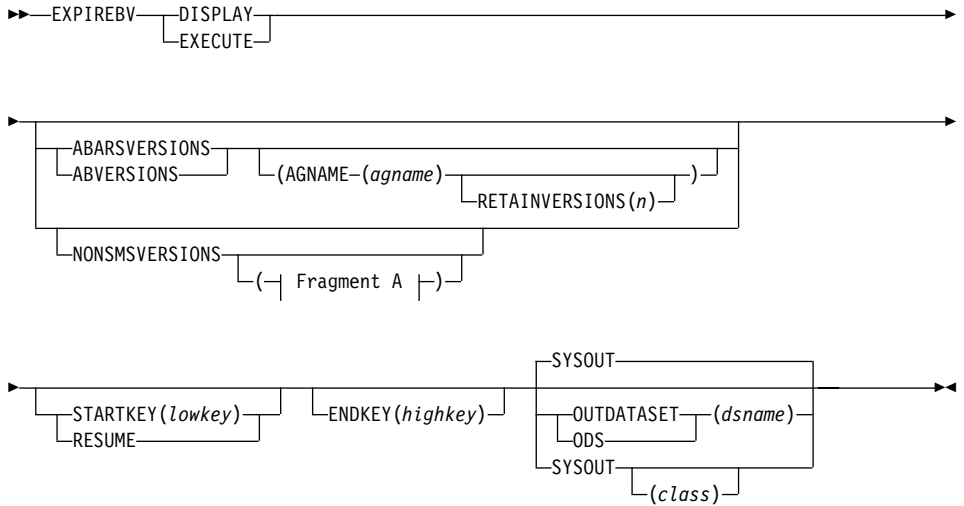 EXPIREBV DISPLAY
EXECUTE
ABARSVERSIONS
ABVERSIONS (AGNAME (agname) )
RETAINVERSIONS(n)
NONSMSVERSIONS
( Fragment A )
SYSOUT
STARTKEY(lowkey) ENDKEY(highkey) OUTDATASET (dsname)
RESUME ODS
SYSOUT
(class)